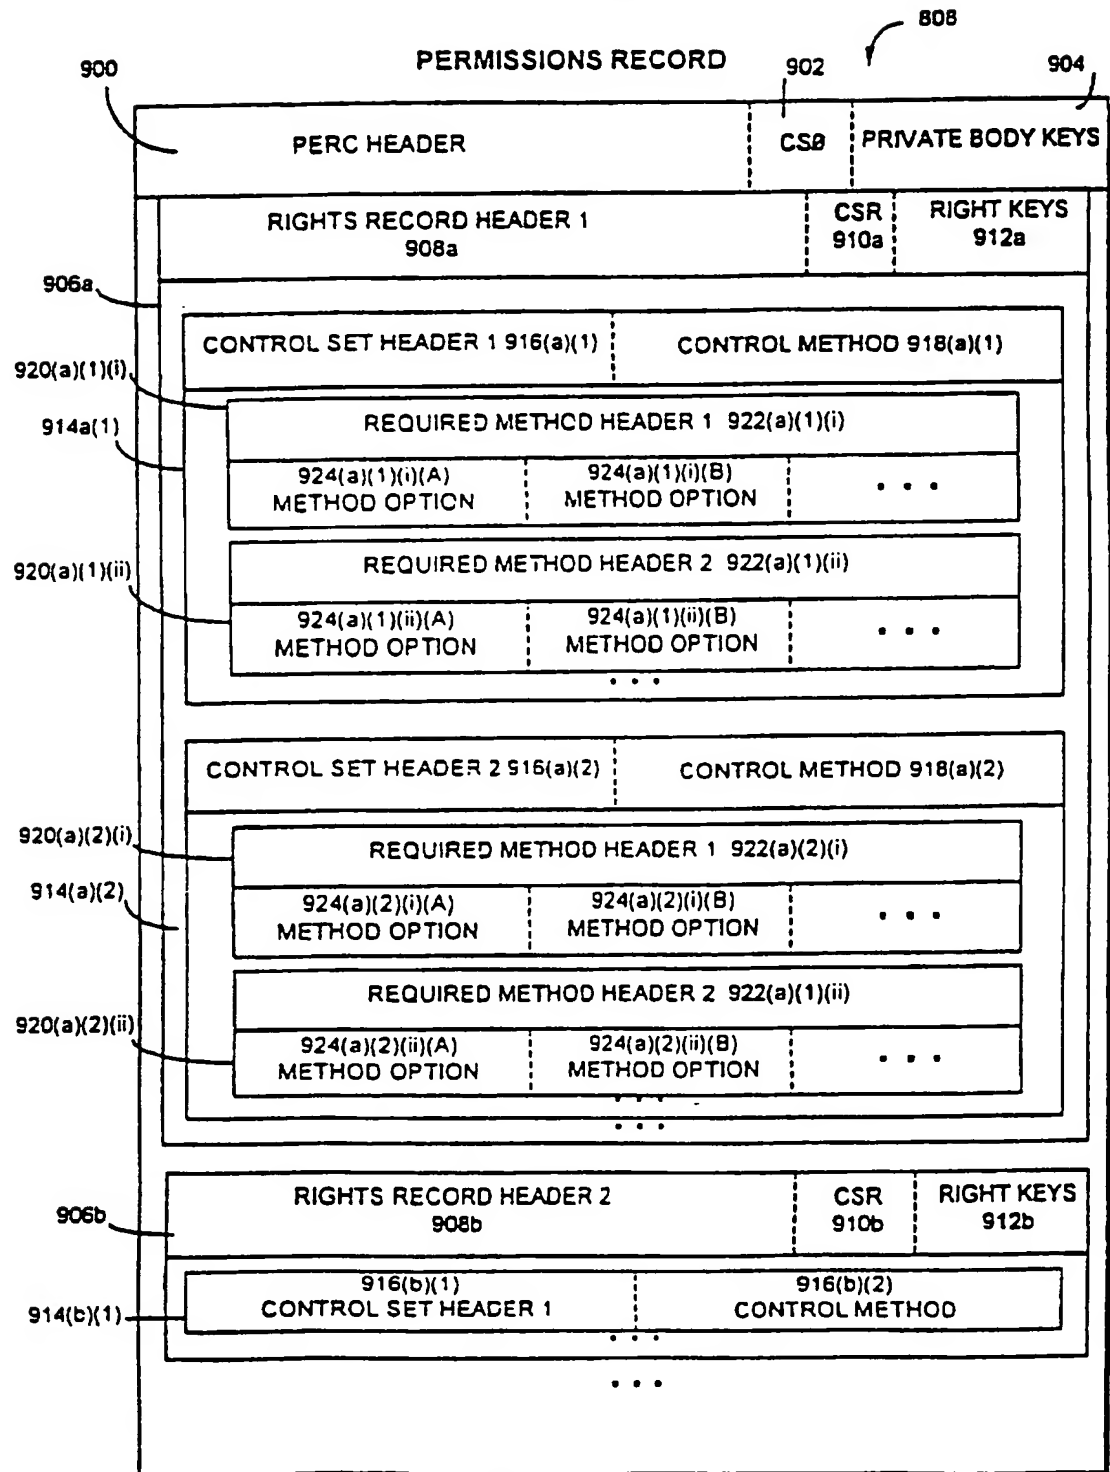 808
PERMISSIONS RECORD
900
902
904
PERC HEADER
CS0
PRIVATE BODY KEYS
RIGHTS RECORD HEADER 1
908a
CSR
910a
RIGHT KEYS
912a
906a
CONTROL SET HEADER 1 916(a)(1)
CONTROL METHOD 918(a)(1)
920(a)(1)(i)
REQUIRED METHOD HEADER 1 922(a)(1)(i)
914a(1)
924(a)(1)(i)(A)
METHOD OPTION
924(a)(1)(i)(B)
METHOD OPTION
• • •
REQUIRED METHOD HEADER 2 922(a)(1)(ii)
920(a)(1)(ii)
924(a)(1)(ii)(A)
METHOD OPTION
924(a)(1)(ii)(B)
METHOD OPTION
• • •
• • •
CONTROL SET HEADER 2 916(a)(2)
CONTROL METHOD 918(a)(2)
920(a)(2)(i)
REQUIRED METHOD HEADER 1 922(a)(2)(i)
914(a)(2)
924(a)(2)(i)(A)
METHOD OPTION
924(a)(2)(i)(B)
METHOD OPTION
• • •
REQUIRED METHOD HEADER 2 922(a)(1)(ii)
920(a)(2)(ii)
924(a)(2)(ii)(A)
METHOD OPTION
924(a)(2)(ii)(B)
METHOD OPTION
• • •
• • •
• • •
906b
RIGHTS RECORD HEADER 2
908b
CSR
910b
RIGHT KEYS
912b
914(b)(1)
916(b)(1)
CONTROL SET HEADER 1
916(b)(2)
CONTROL METHOD
• • •
• • •